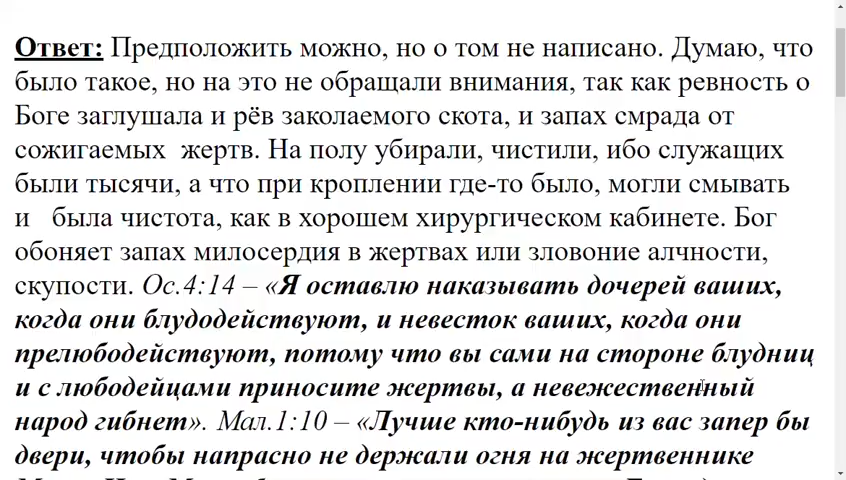 Ответ: Предположить можно, но о том не написано. Думаю, что
было такое, но на это не обращали внимания, так как ревность о
Боге заглушала и рёв заколаемого скота, и запах смрада от
сожигаемых жертв. На полу убирали, чистили, ибо служащих
были тысячи, а что при кроплении где-то было, могли смывать
и была чистота, как в хорошем хирургическом кабинете. Бог
обоняет запах милосердия в жертвах или зловоние алчности,
скупости. Ос.4:14 – «Я оставлю наказывать дочерей ваших,
когда они блудодействуют, и невесток ваших, когда они
прелюбодействуют, потому что вы сами на стороне блудниц
и с любодейцами приносите жертвы, а невежественный
народ гибнет». Мал.1:10 – «Лучше кто-нибудь из вас запер бы
двери, чтобы напрасно не держали огня на жертвеннике